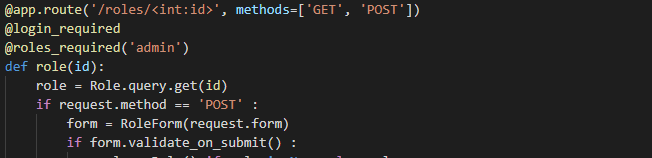 @app.route('/roles/<int:id>', methods=['GET', 'POST'])
@login_required
@roles_required('admin')
def role(id):
    role = Role.query.get(id)
    if request.method == 'POST' :
        form = RoleForm(request.form)
        if form.validate_on_submit() :